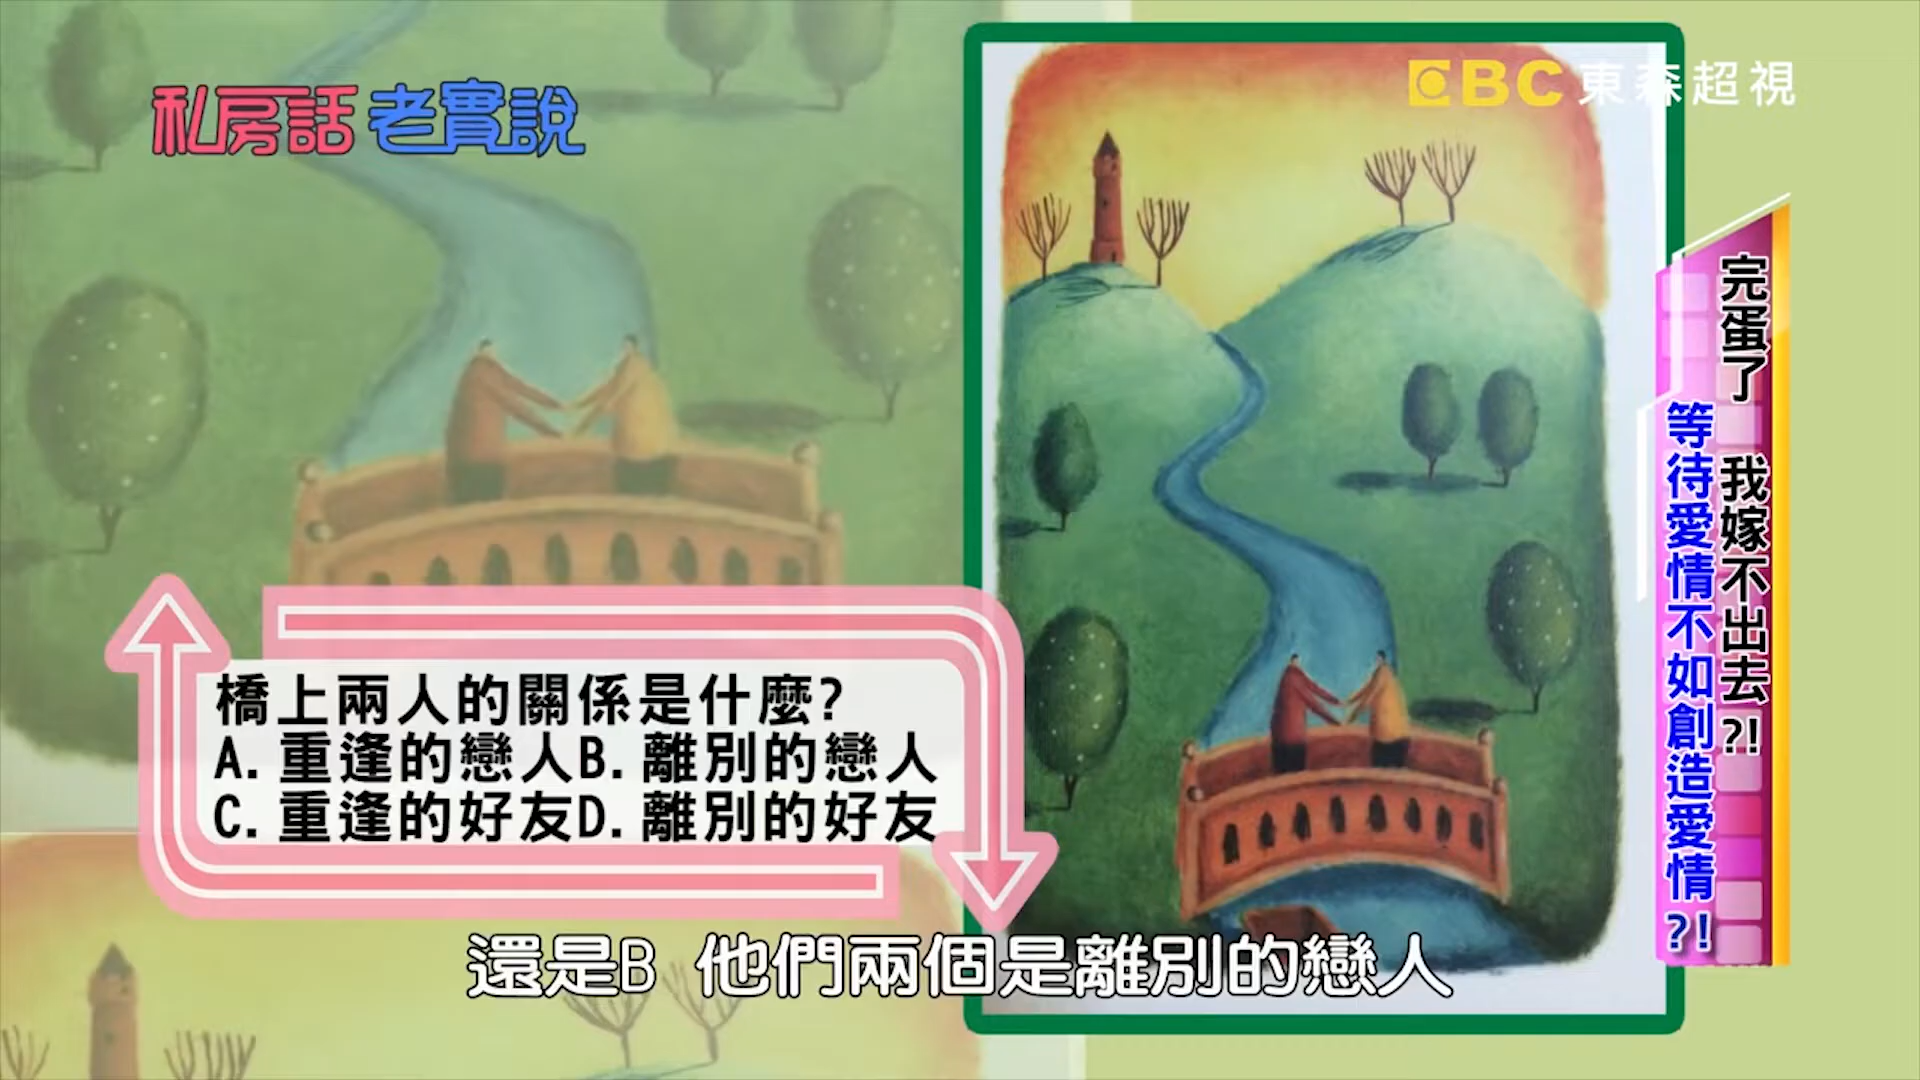 私房話老實說
EBC 東森超視
完蛋了 我嫁不出去?!
等待愛情不如創造愛情?!
橋上兩人的關係是什麼?
A.重逢的戀人B.離別的戀人
C.重逢的好友D.離別的好友
還是B 他們兩個是離別的戀人